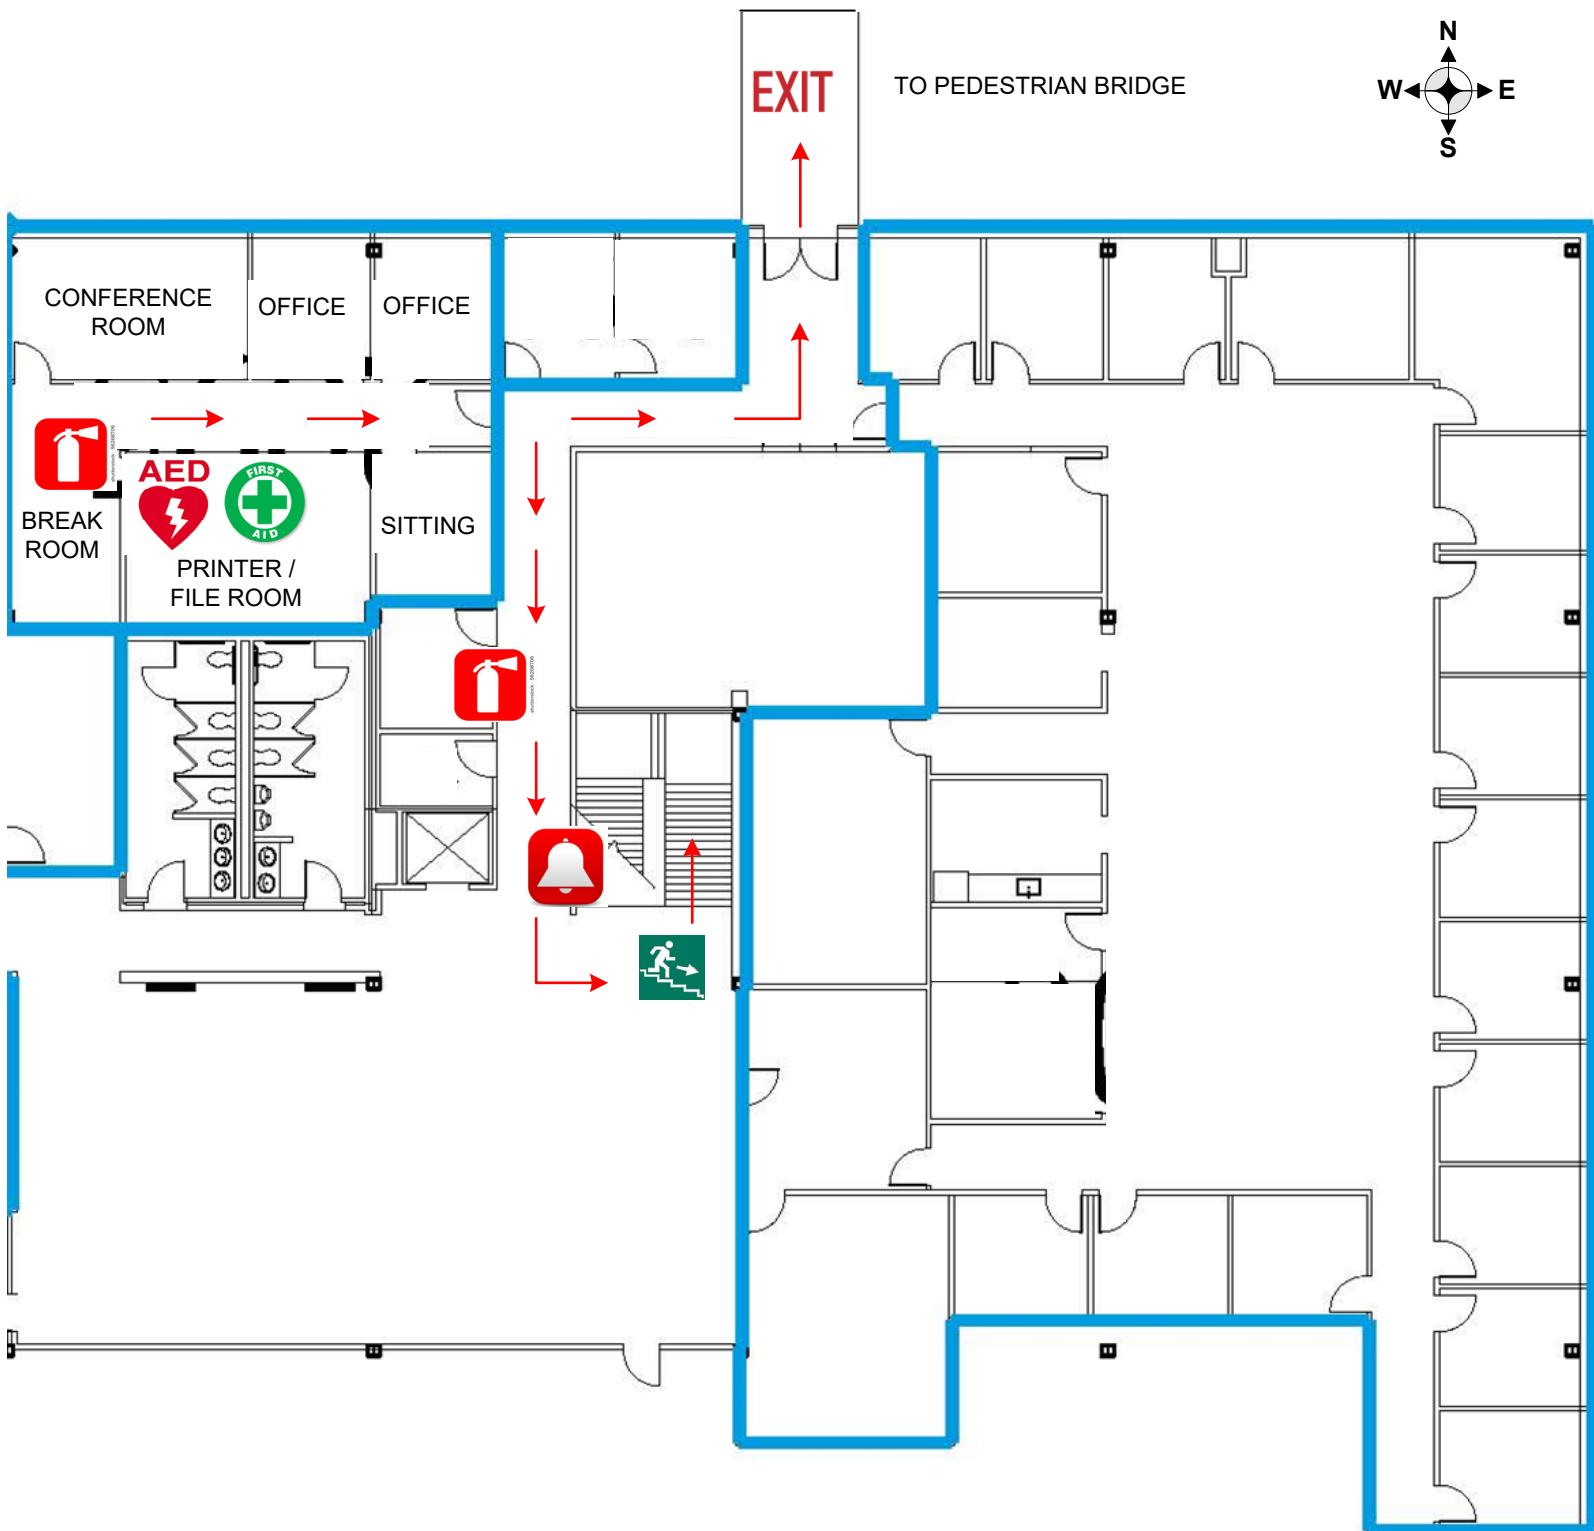 EXIT
TO PEDESTRIAN BRIDGE
N
W
E
S
CONFERENCE
ROOM
OFFICE
OFFICE
AED
FIRST
AID
BREAK
ROOM
SITTING
PRINTER /
FILE ROOM